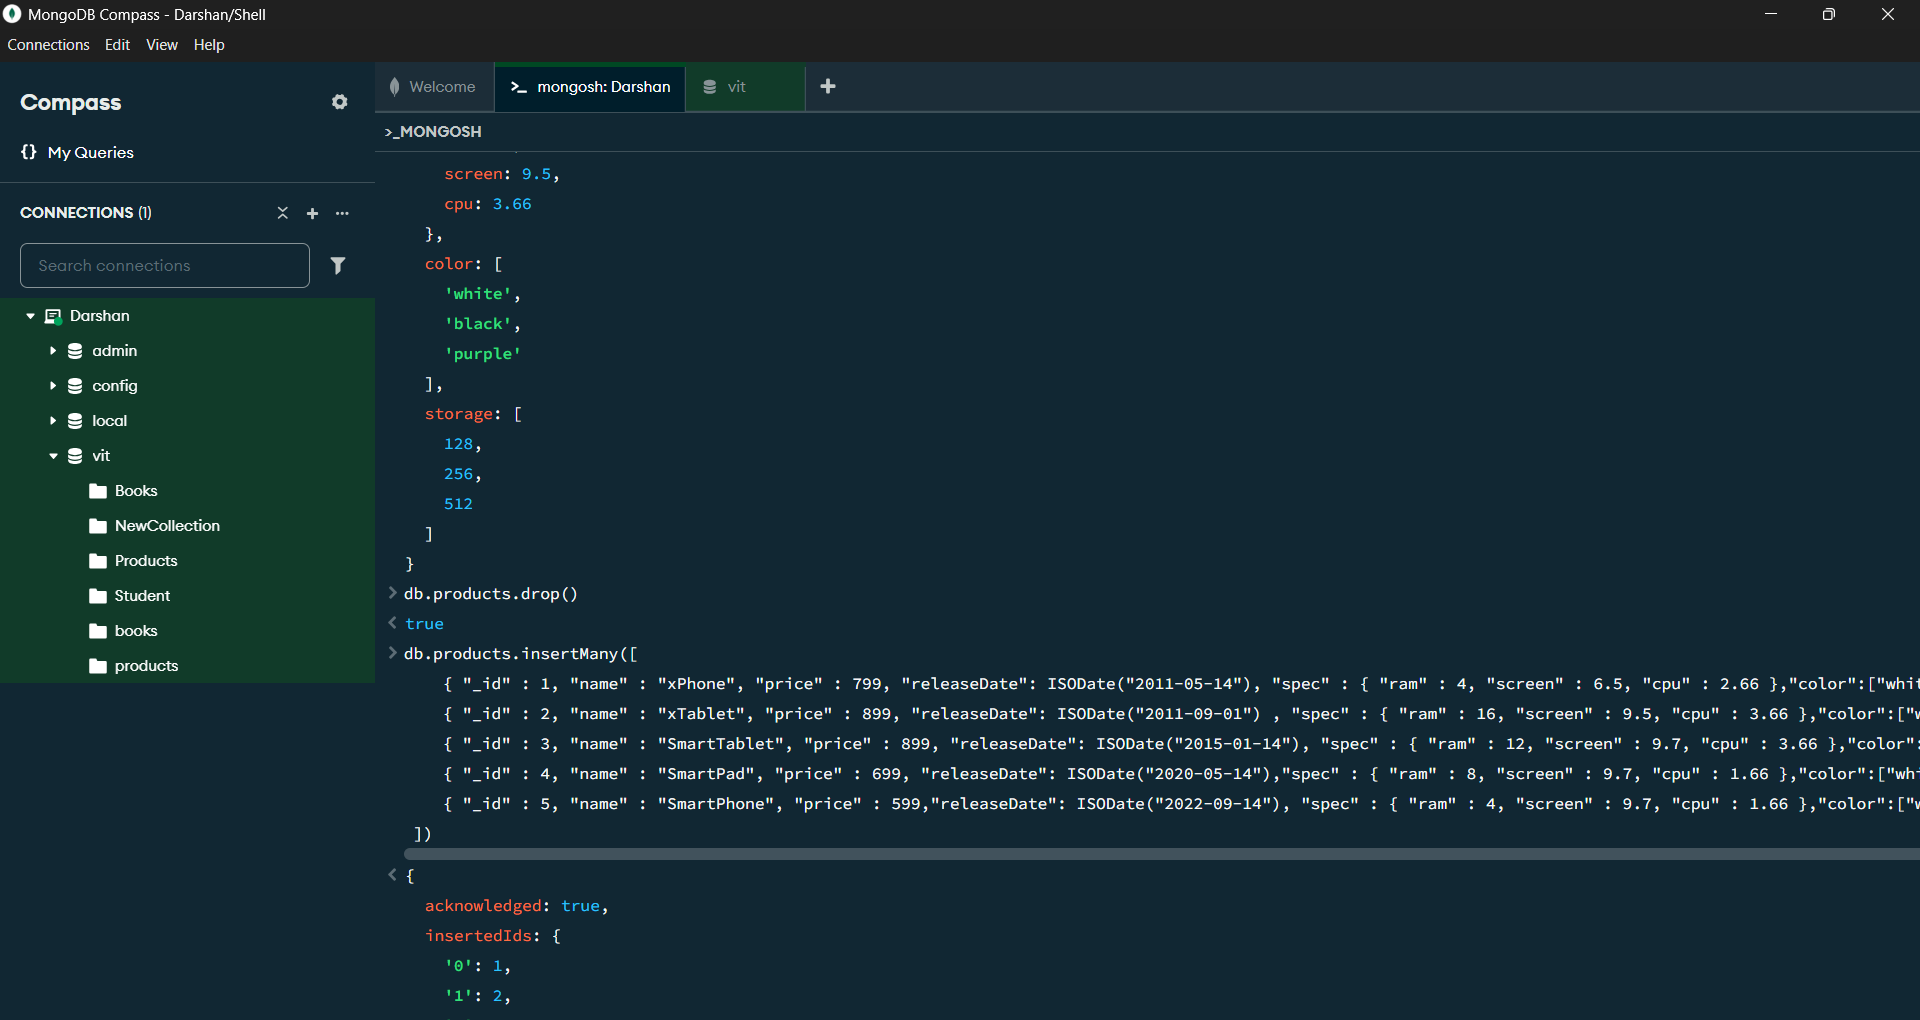 MongoDB Compass - Darshan/Shell
Connections Edit View Help
Compass
{} My Queries
CONNECTIONS (1)
Search connections
Darshan
admin
config
local
vit
Books
NewCollection
Products
Student
books
products
Welcome
>_ mongosh: Darshan
vit
>_MONGOSH
screen: 9.5,
cpu: 3.66
},
color: [
'white',
'black',
'purple'
],
storage: [
128,
256,
512
]
}
> db.products.drop()
< true
> db.products.insertMany([
{ "_id" : 1, "name" : "xPhone", "price" : 799, "releaseDate": ISODate("2011-05-14"), "spec" : { "ram" : 4, "screen" : 6.5, "cpu" : 2.66 },"color":["whit
{ "_id" : 2, "name" : "xTablet", "price" : 899, "releaseDate": ISODate("2011-09-01") , "spec" : { "ram" : 16, "screen" : 9.5, "cpu" : 3.66 },"color":["w
{ "_id" : 3, "name" : "SmartTablet", "price" : 899, "releaseDate": ISODate("2015-01-14"), "spec" : { "ram" : 12, "screen" : 9.7, "cpu" : 3.66 },"color":
{ "_id" : 4, "name" : "SmartPad", "price" : 699, "releaseDate": ISODate("2020-05-14"),"spec" : { "ram" : 8, "screen" : 9.7, "cpu" : 1.66 },"color":["whi
{ "_id" : 5, "name" : "SmartPhone", "price" : 599,"releaseDate": ISODate("2022-09-14"), "spec" : { "ram" : 4, "screen" : 9.7, "cpu" : 1.66 },"color":["w
])
< {
acknowledged: true,
insertedIds: {
'0': 1,
'1': 2,